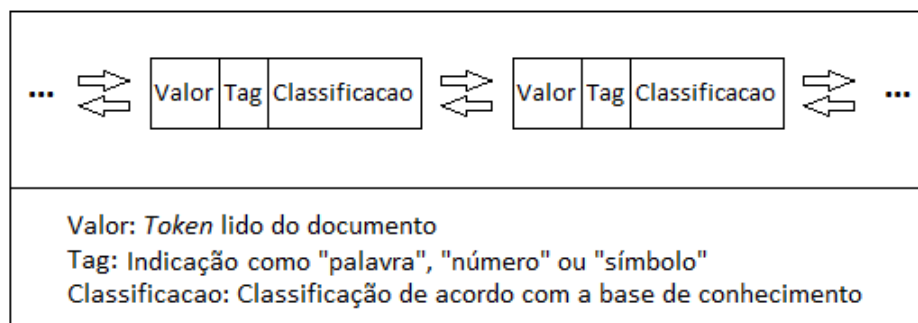 ... Valor Tag Classificacao Valor Tag Classificacao ...
Valor: Token lido do documento
Tag: Indicação como "palavra", "número" ou "símbolo"
Classificacao: Classificação de acordo com a base de conhecimento